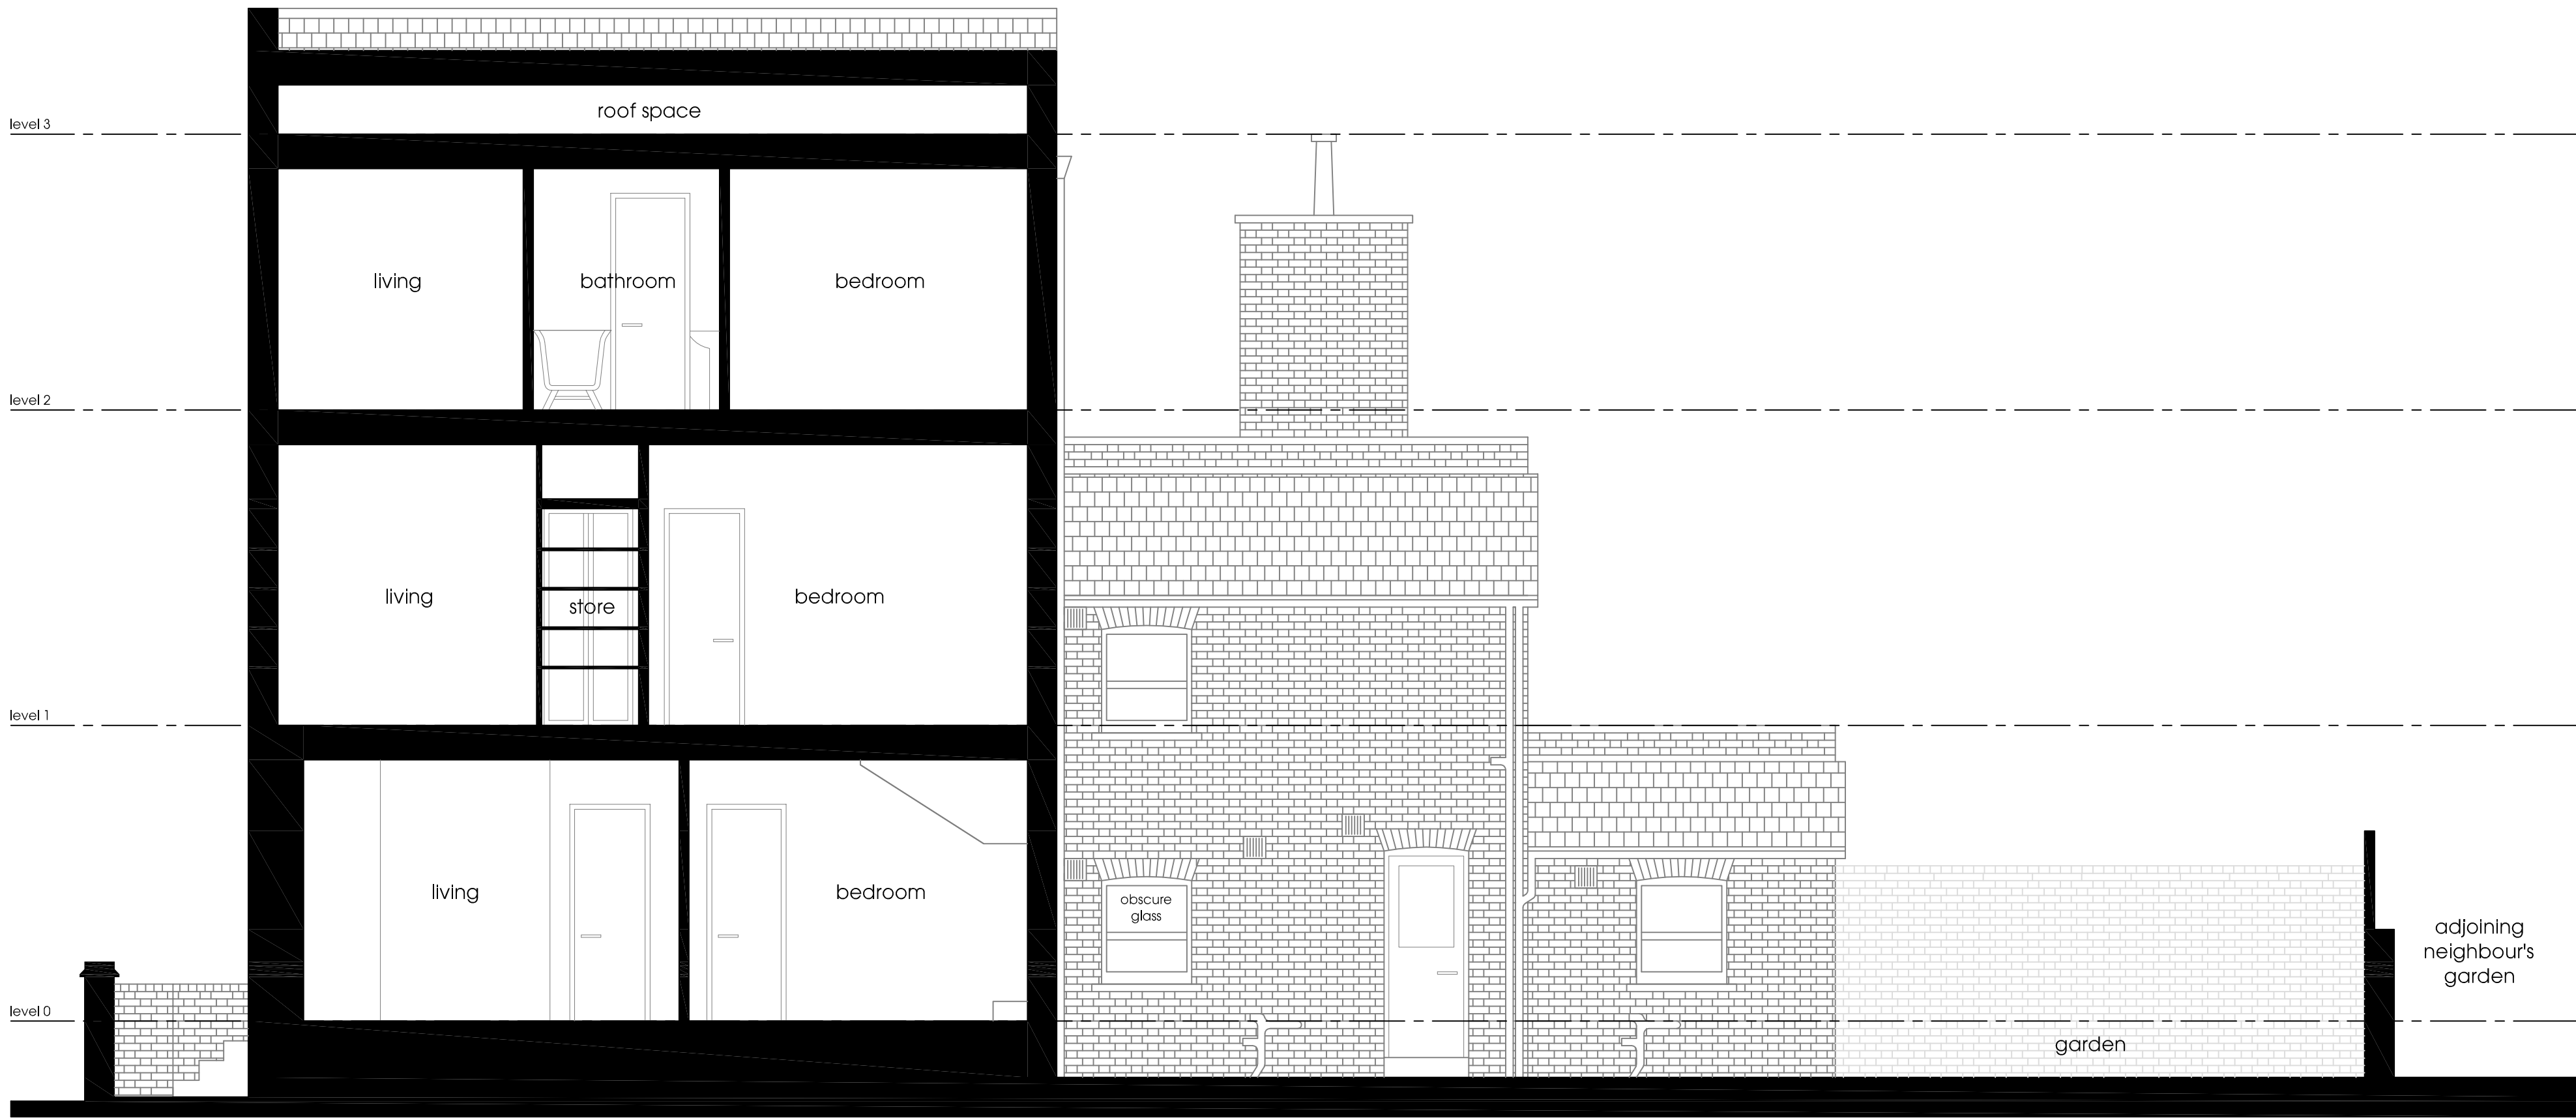 roof space
level 3
living
bathroom
bedroom
level 2
living
store
bedroom
level 1
living
bedroom
obscure
glass
adjoining
neighbour's
garden
level 0
garden